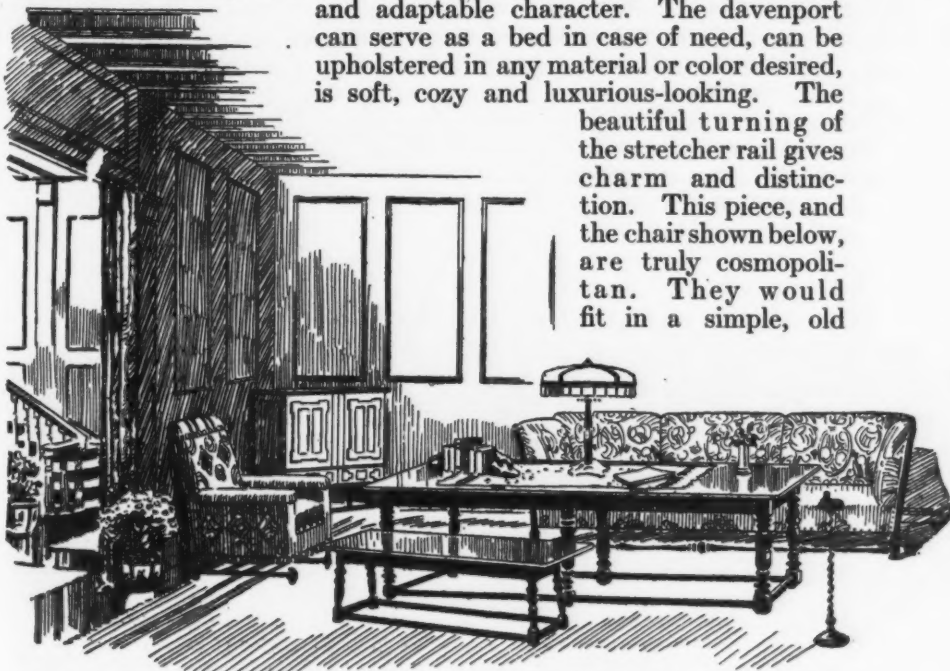 and adaptable character. The davenport
can serve as a bed in case of need, can be
upholstered in any material or color desired,
is soft, cozy and luxurious-looking. The
beautiful turning of
the stretcher rail gives
charm and distinc-
tion. This piece, and
the chair shown below,
are truly cosmopoli-
tan. They would
fit in a simple, old